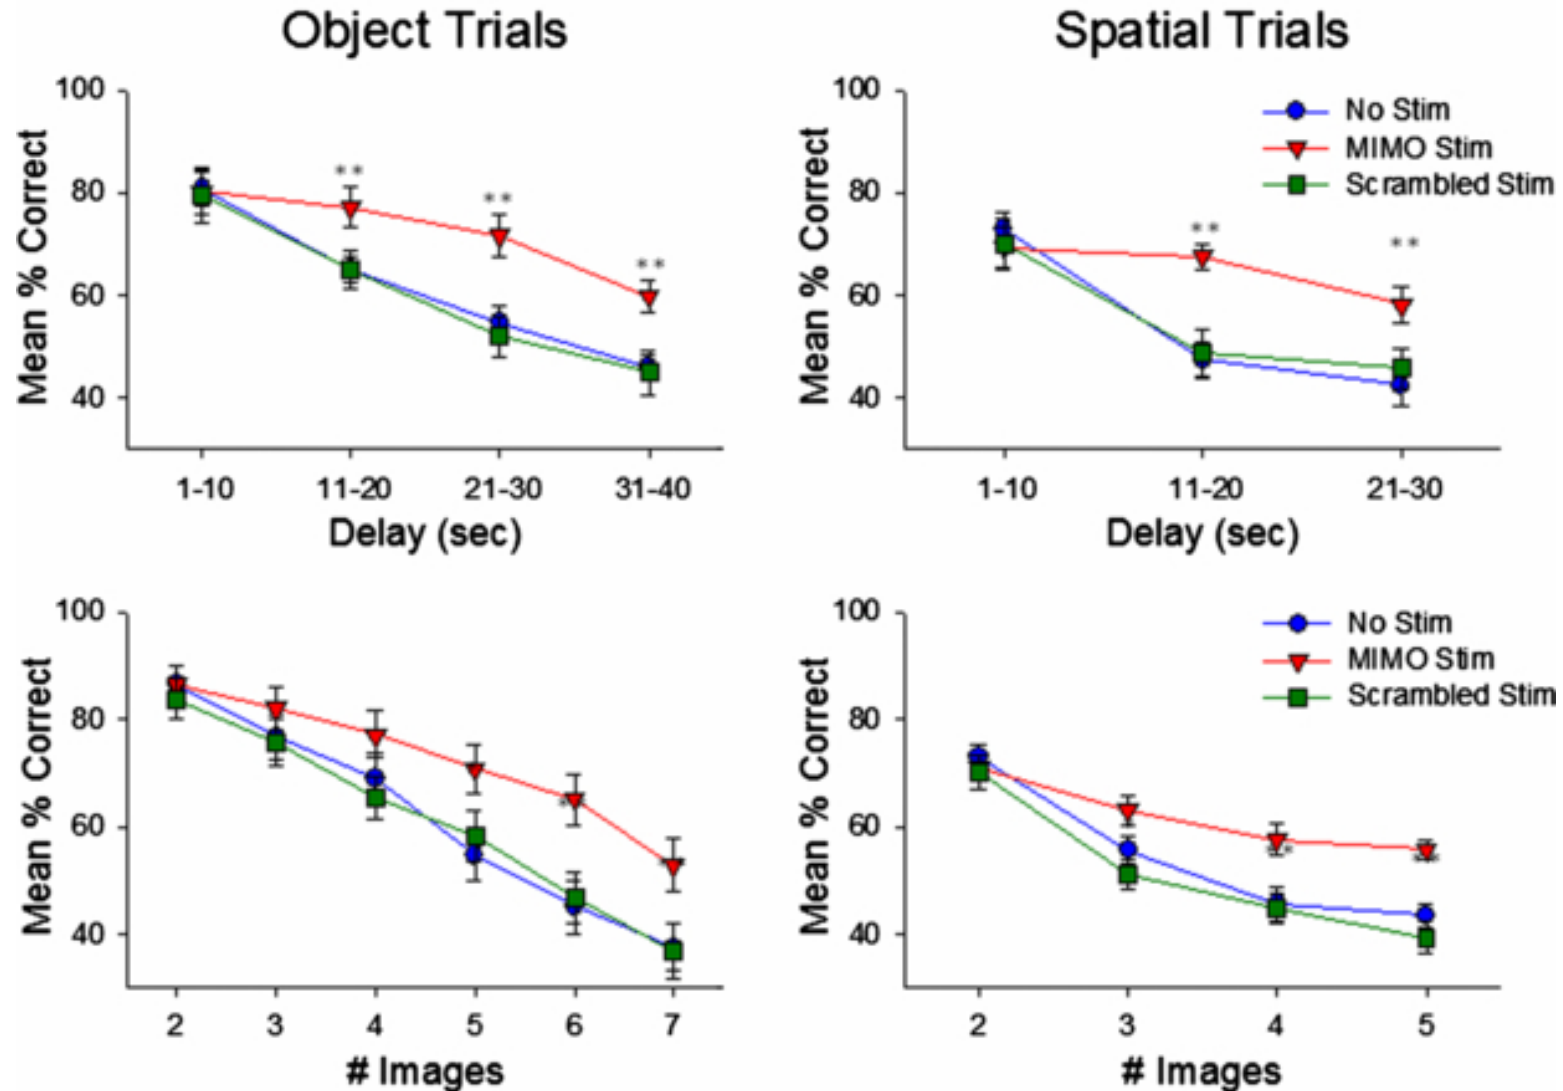 Object Trials
Spatial Trials
100
80
60
40
Mean % Correct
**
**
**
1-10 11-20 21-30 31-40
Delay (sec)
100
80
60
40
Mean % Correct
No Stim
MIMO Stim
Scrambled Stim
**
**
1-10 11-20 21-30
Delay (sec)
100
80
60
40
Mean % Correct
2 3 4 5 6 7
# Images
100
80
60
40
Mean % Correct
No Stim
MIMO Stim
Scrambled Stim
2 3 4 5
# Images